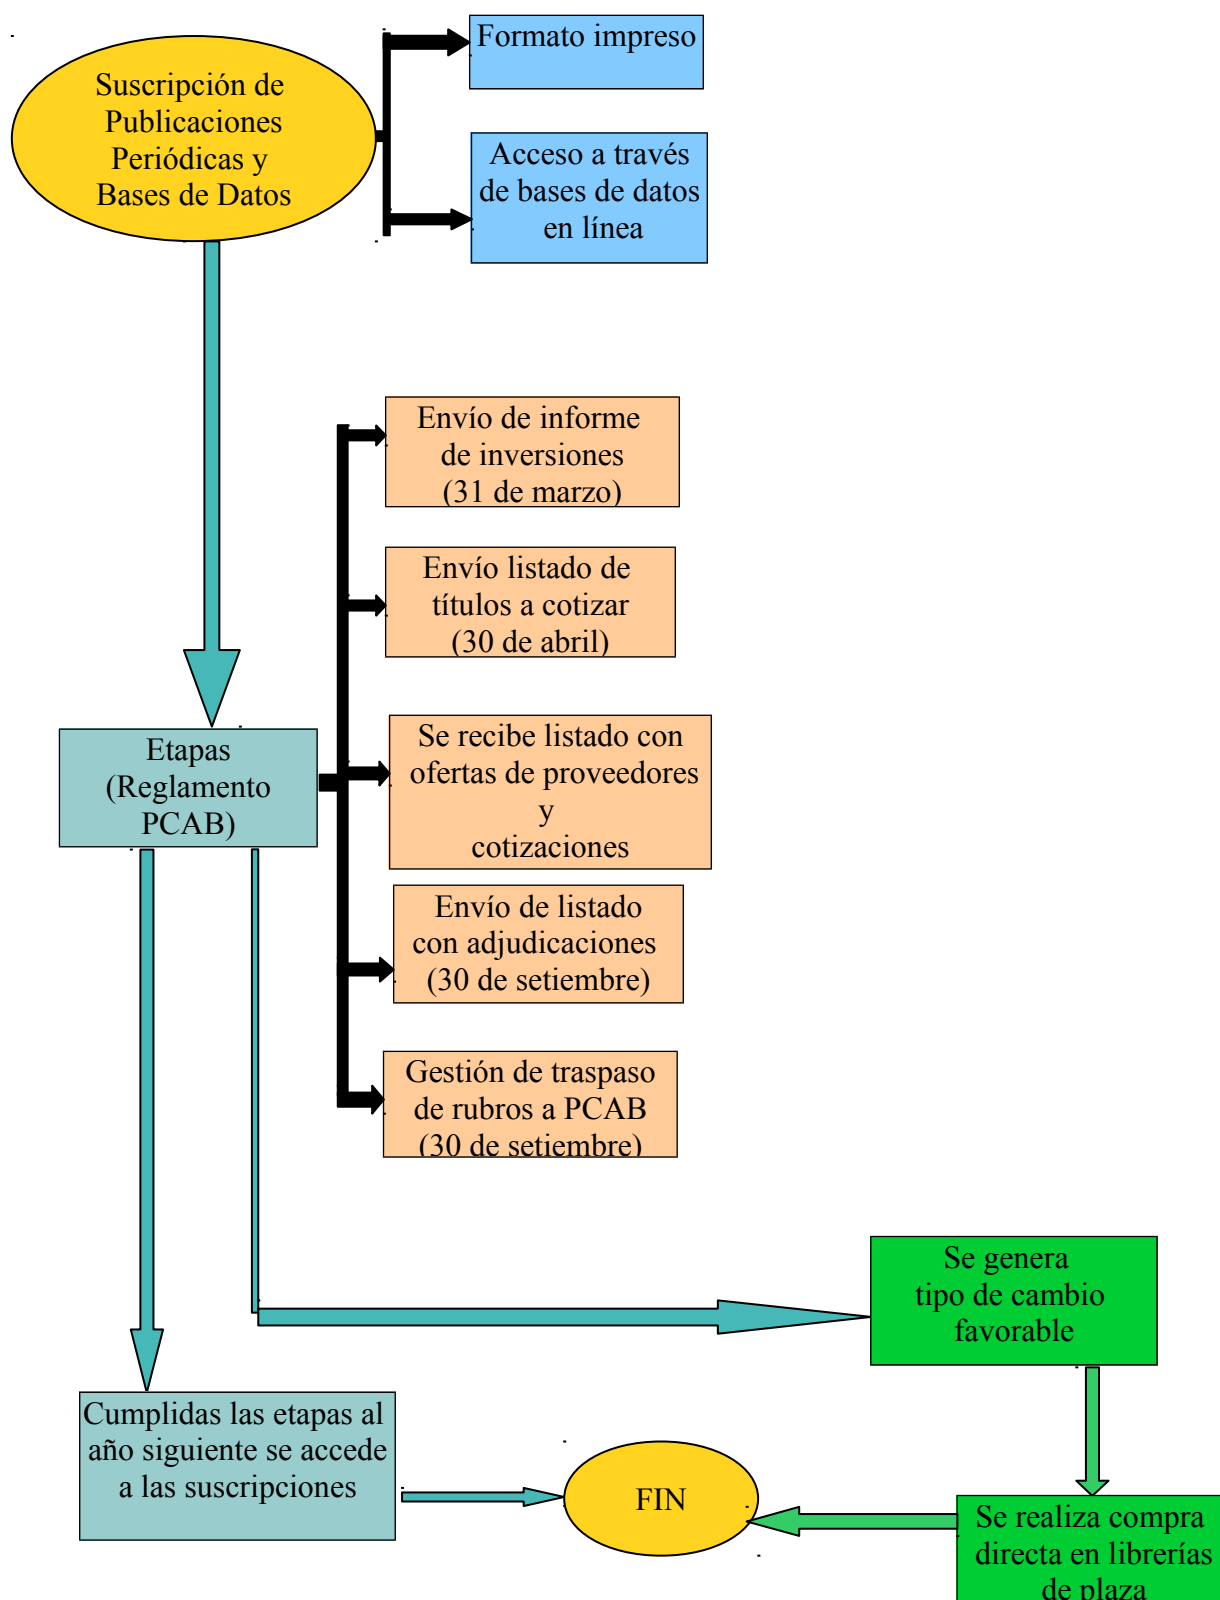 Suscripción de
Publicaciones
Periódicas y
Bases de Datos
Formato impreso
Acceso a través
de bases de datos
en línea
Envío de informe
de inversiones
(31 de marzo)
Envío listado de
títulos a cotizar
(30 de abril)
Etapas
(Reglamento
PCAB)
Se recibe listado con
ofertas de proveedores
y
cotizaciones
Envío de listado
con adjudicaciones
(30 de setiembre)
Gestión de traspaso
de rubros a PCAB
(30 de setiembre)
Se genera
tipo de cambio
favorable
Cumplidas las etapas al
año siguiente se accede
a las suscripciones
FIN
Se realiza compra
directa en librerías
de plaza